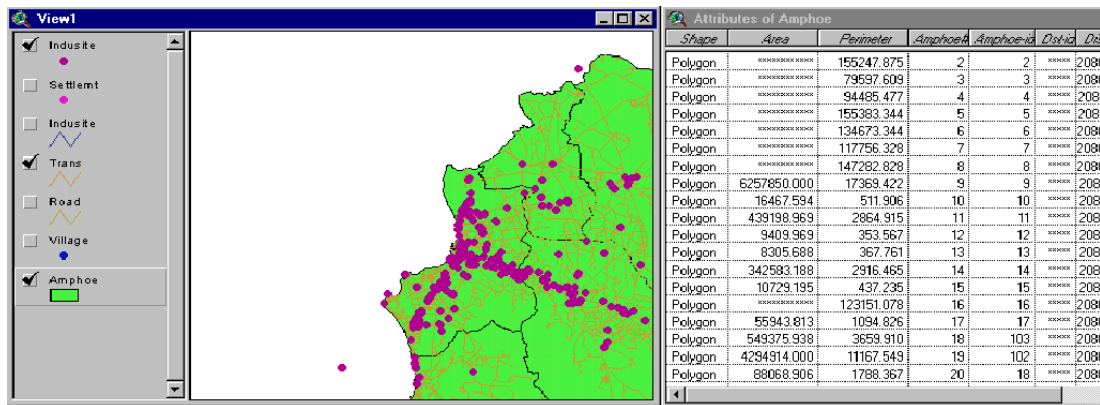 View1
Indusite
Settlemt
Indusite
Trans
Road
Village
Amphoe
Attributes of Amphoe
Shape Area Perimeter Amphoe# Amphoe-id Dst-id
Polygon ************ 155247.875 2 2 *****
Polygon ************ 79597.609 3 3 *****
Polygon ************ 94485.477 4 4 *****
Polygon ************ 155383.344 5 5 *****
Polygon ************ 134673.344 6 6 *****
Polygon ************ 117756.328 7 7 *****
Polygon ************ 147282.828 8 8 *****
Polygon 6257850.000 17369.422 9 9 *****
Polygon 16467.594 511.906 10 10 *****
Polygon 439198.969 2864.915 11 11 *****
Polygon 9409.969 353.567 12 12 *****
Polygon 8305.688 367.761 13 13 *****
Polygon 342583.188 2916.465 14 14 *****
Polygon 10729.195 437.235 15 15 *****
Polygon ************ 123151.078 16 16 *****
Polygon 55943.813 1094.826 17 17 *****
Polygon 549375.938 3659.910 18 103 *****
Polygon 4294914.000 11167.549 19 102 *****
Polygon 88068.906 1788.367 20 18 *****